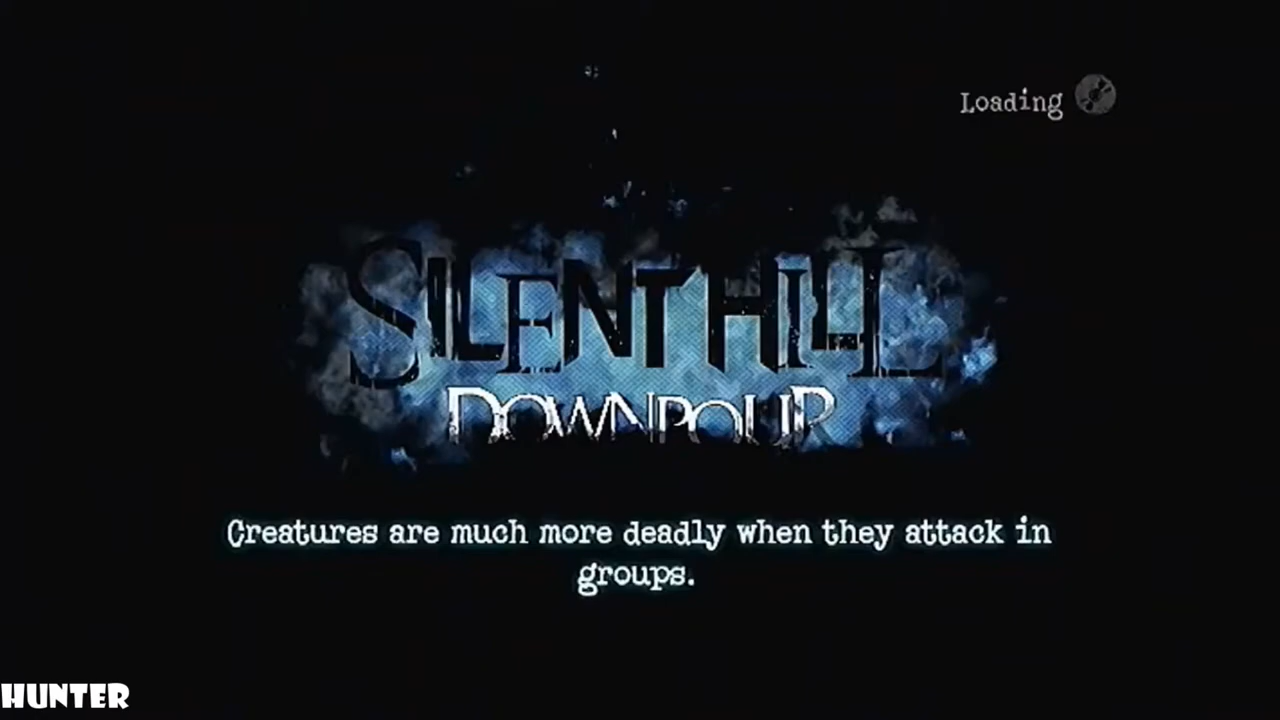 Loading
SILENT HILL
DOWNPOUR
Creatures are much more deadly when they attack in
groups.
HUNTER